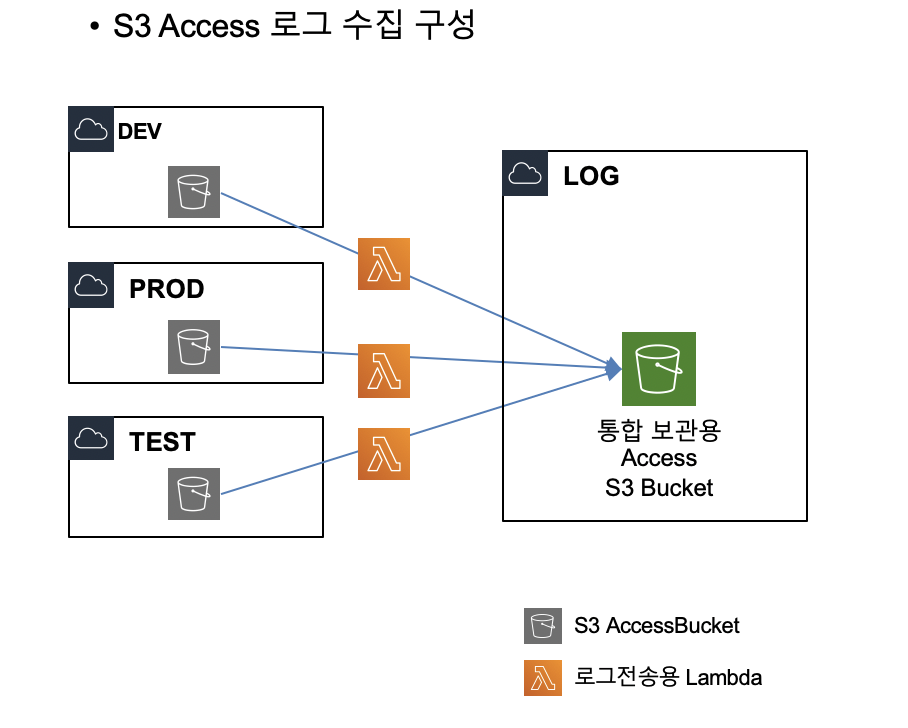 • S3 Access 로그 수집 구성
DEV
PROD
TEST
LOG
통합 보관용
Access
S3 Bucket
S3 AccessBucket
로그전송용 Lambda